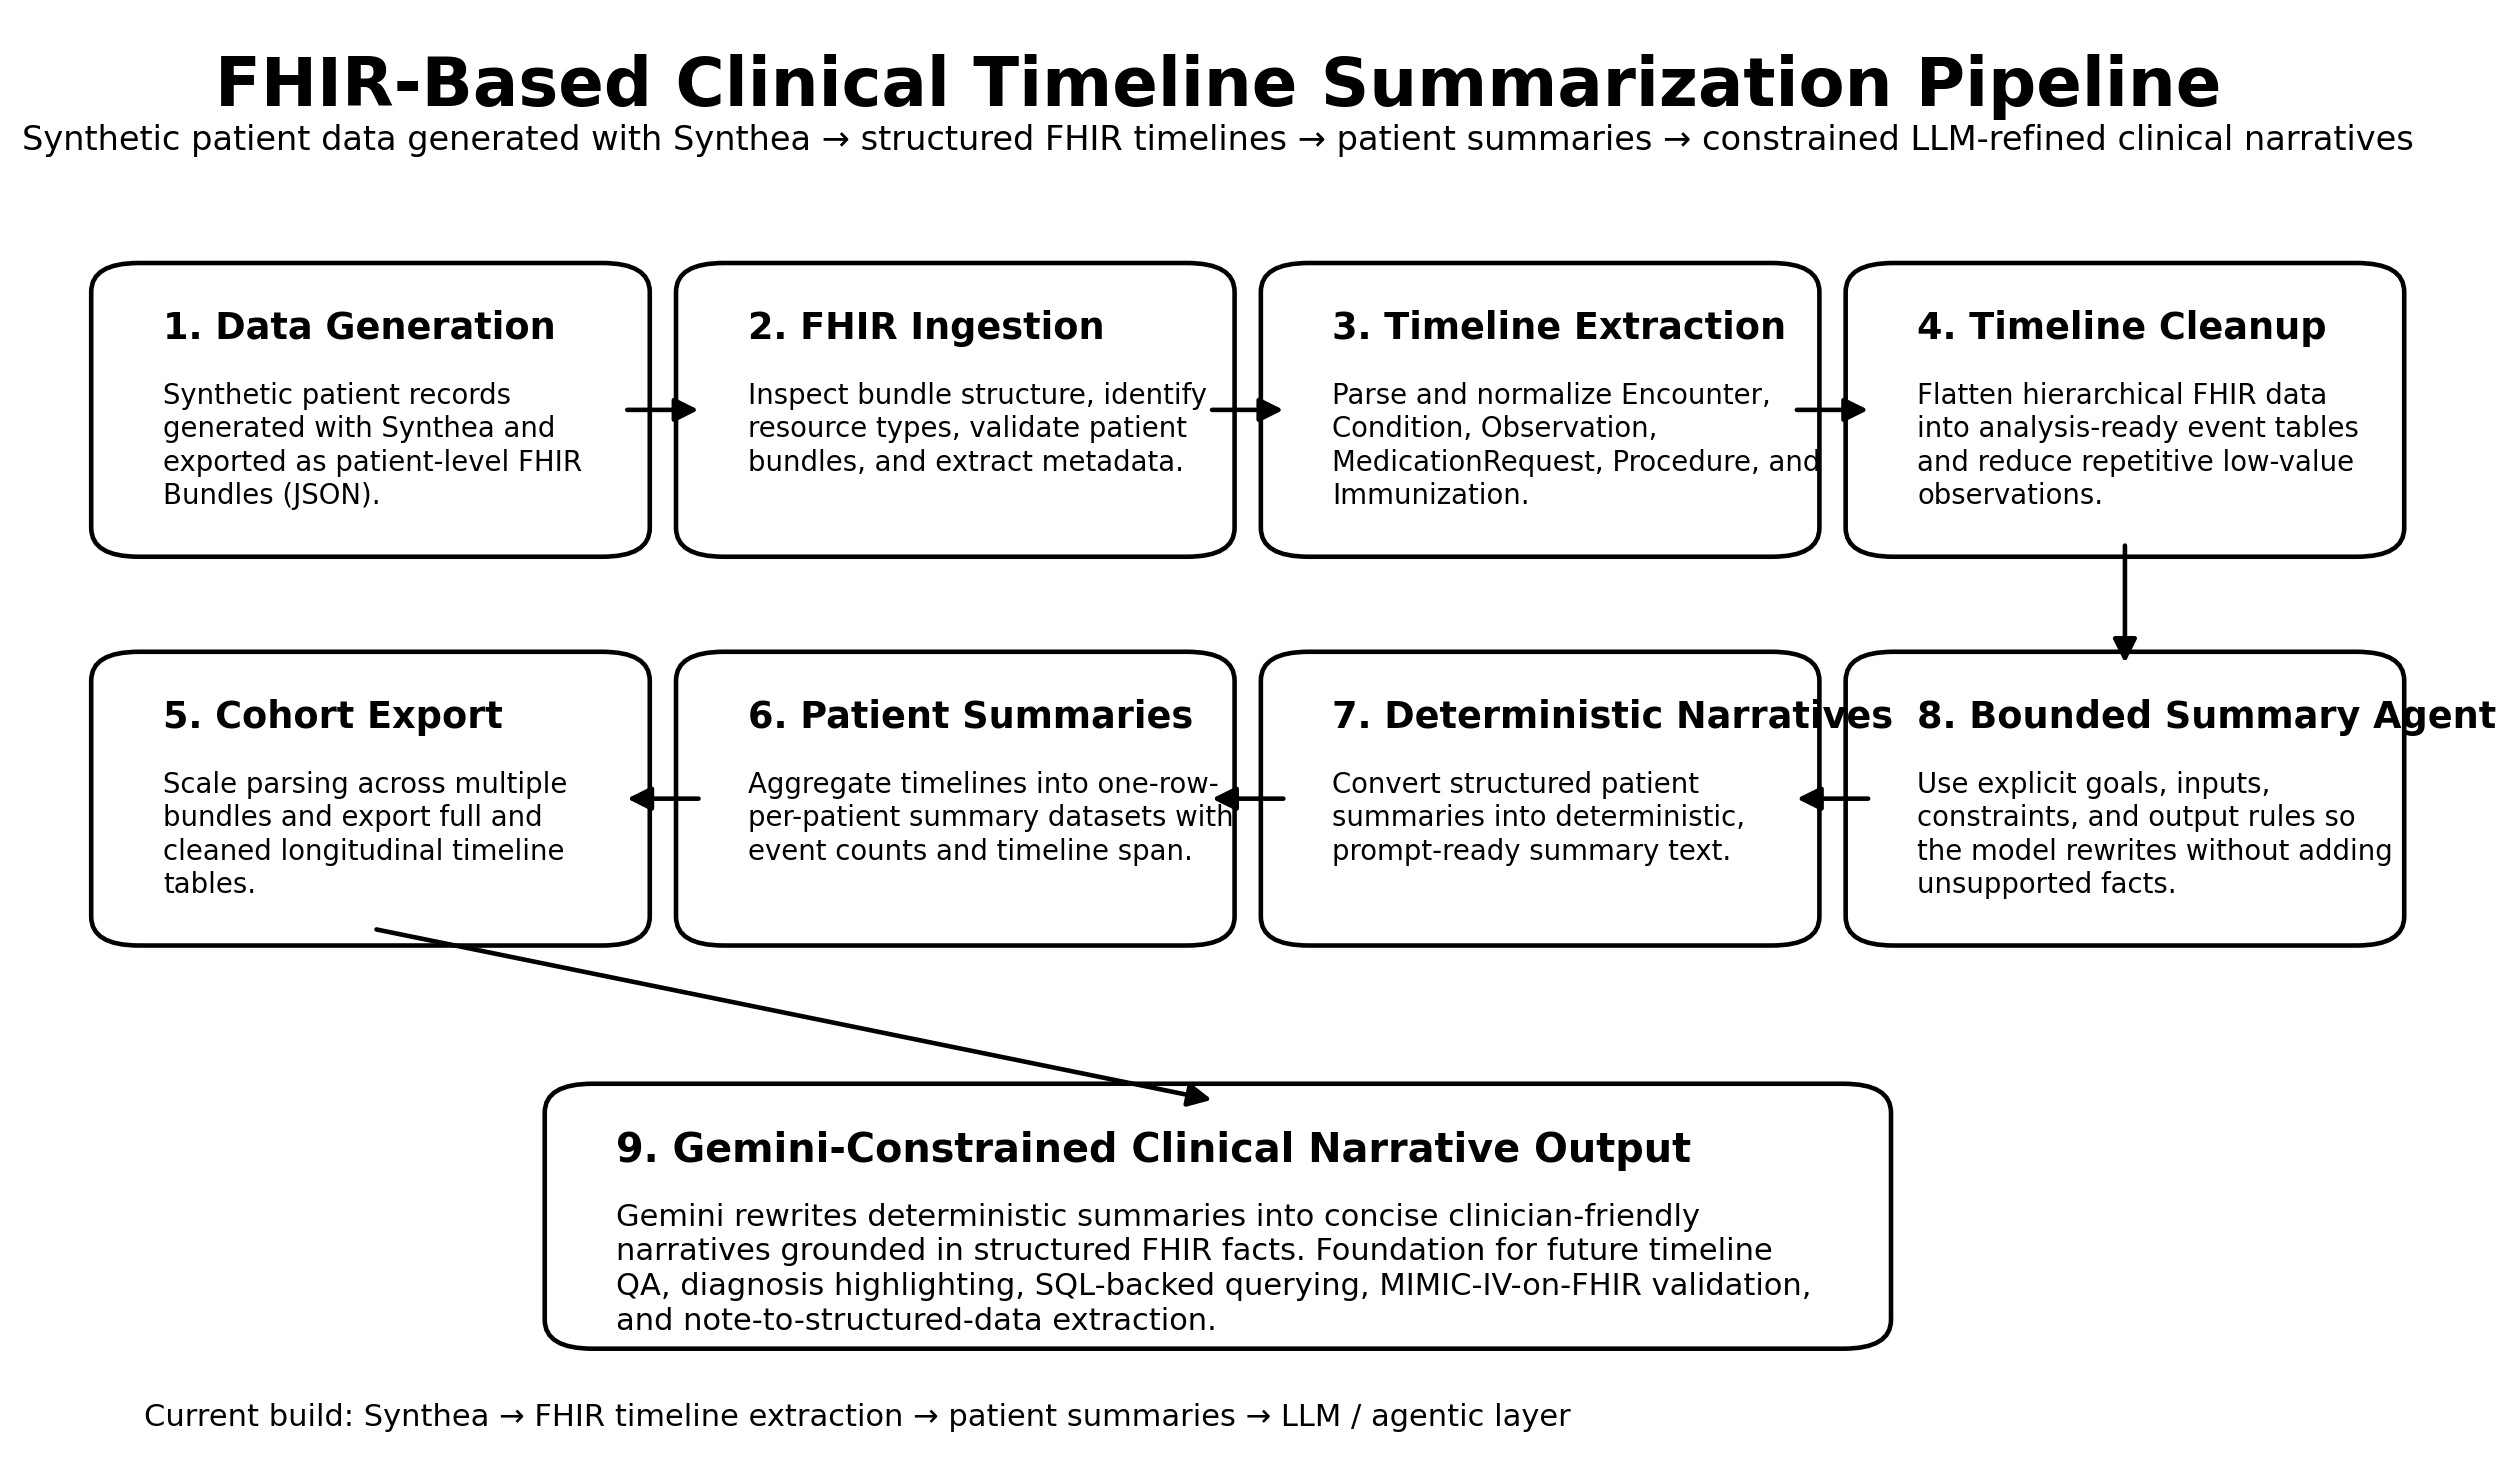 FHIR-Based Clinical Timeline Summarization Pipeline
Synthetic patient data generated with Synthea → structured FHIR timelines → patient summaries → constrained LLM-refined clinical narratives
1. Data Generation
Synthetic patient records
generated with Synthea and
exported as patient-level FHIR
Bundles (JSON).
2. FHIR Ingestion
Inspect bundle structure, identify
resource types, validate patient
bundles, and extract metadata.
3. Timeline Extraction
Parse and normalize Encounter,
Condition, Observation,
MedicationRequest, Procedure, and
Immunization.
4. Timeline Cleanup
Flatten hierarchical FHIR data
into analysis-ready event tables
and reduce repetitive low-value
observations.
5. Cohort Export
Scale parsing across multiple
bundles and export full and
cleaned longitudinal timeline
tables.
6. Patient Summaries
Aggregate timelines into one-row-
per-patient summary datasets with
event counts and timeline span.
7. Deterministic Narratives
Convert structured patient
summaries into deterministic,
prompt-ready summary text.
8. Bounded Summary Agent
Use explicit goals, inputs,
constraints, and output rules so
the model rewrites without adding
unsupported facts.
9. Gemini-Constrained Clinical Narrative Output
Gemini rewrites deterministic summaries into concise clinician-friendly
narratives grounded in structured FHIR facts. Foundation for future timeline
QA, diagnosis highlighting, SQL-backed querying, MIMIC-IV-on-FHIR validation,
and note-to-structured-data extraction.
Current build: Synthea → FHIR timeline extraction → patient summaries → LLM / agentic layer